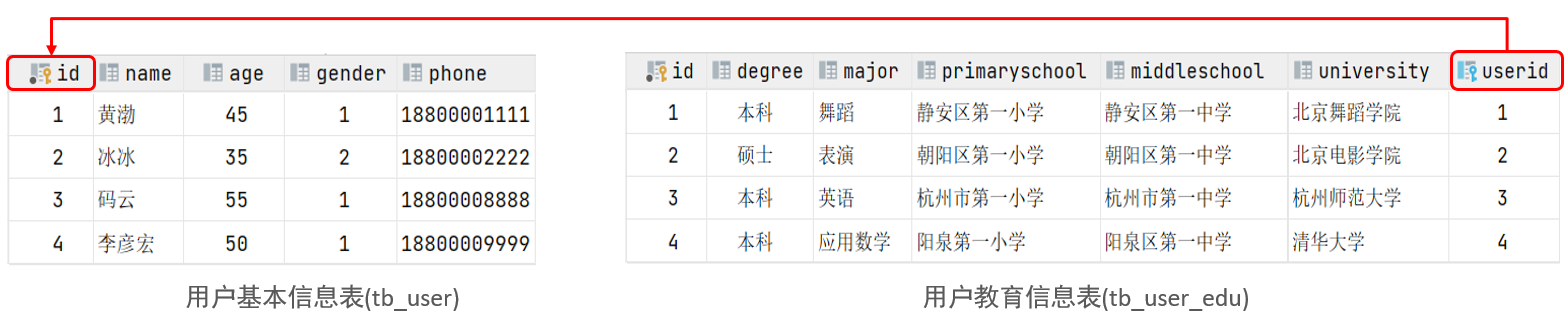 id name age gender phone
1 黄渤 45 1 18800001111
2 冰冰 35 2 18800002222
3 码云 55 1 18800008888
4 李彦宏 50 1 18800009999
用户基本信息表(tb_user)
id degree major primaryschool middleschool university userid
1 本科 舞蹈 静安区第一小学 静安区第一中学 北京舞蹈学院 1
2 硕士 表演 朝阳区第一小学 朝阳区第一中学 北京电影学院 2
3 本科 英语 杭州市第一小学 杭州市第一中学 杭州师范大学 3
4 本科 应用数学 阳泉第一小学 阳泉区第一中学 清华大学 4
用户教育信息表(tb_user_edu)